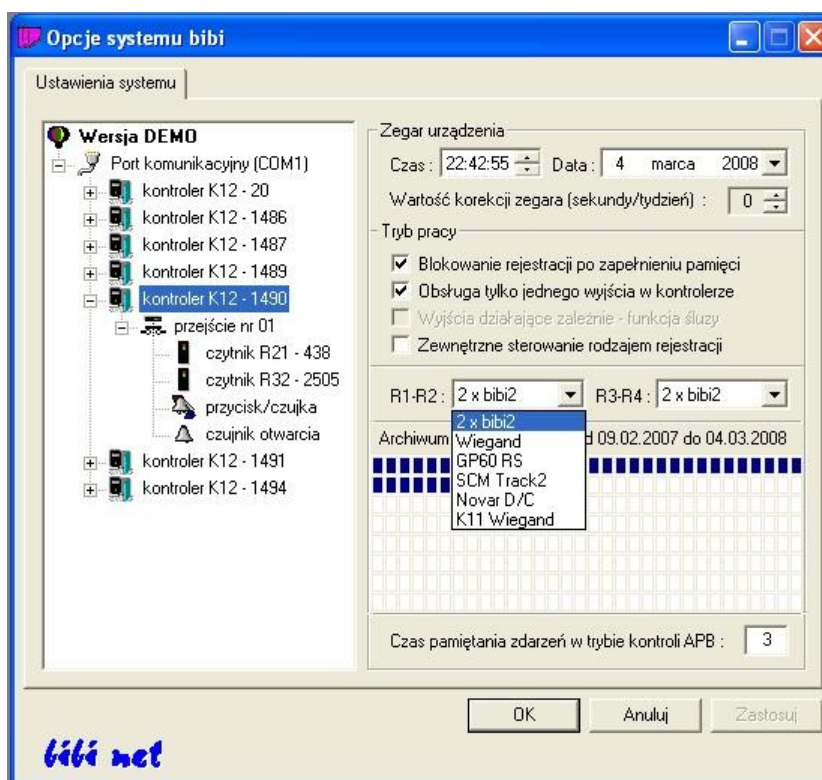 Opcje systemu bibi
Ustawienia systemu
Wersja DEMO
Port komunikacyjny (COM1)
kontroler K12 - 20
kontroler K12 - 1486
kontroler K12 - 1487
kontroler K12 - 1489
kontroler K12 - 1490
przejście nr 01
czytnik R21 - 438
czytnik R32 - 2505
przycisk/czujka
czujnik otwarcia
kontroler K12 - 1491
kontroler K12 - 1494
Zegar urządzenia
Czas : 22:42:55 Data : 4 marca 2008
Wartość korekcji zegara (sekundy/tydzień) : 0
Tryb pracy
Blokowanie rejestracji po zapełnieniu pamięci
Obsługa tylko jednego wyjścia w kontrolerze
Wyjścia działające zależnie - funkcja śluzy
Zewnętrzne sterowanie rodzajem rejestracji
R1-R2 : 2 x bibi2 R3-R4 : 2 x bibi2
2 x bibi2
Wiegand
GP60 RS
SCM Track2
Novar D/C
K11 Wiegand
Archiwum d 09.02.2007 do 04.03.2008
Czas pamiętania zdarzeń w trybie kontroli APB : 3
OK Anuluj Zastosuj
bibi net